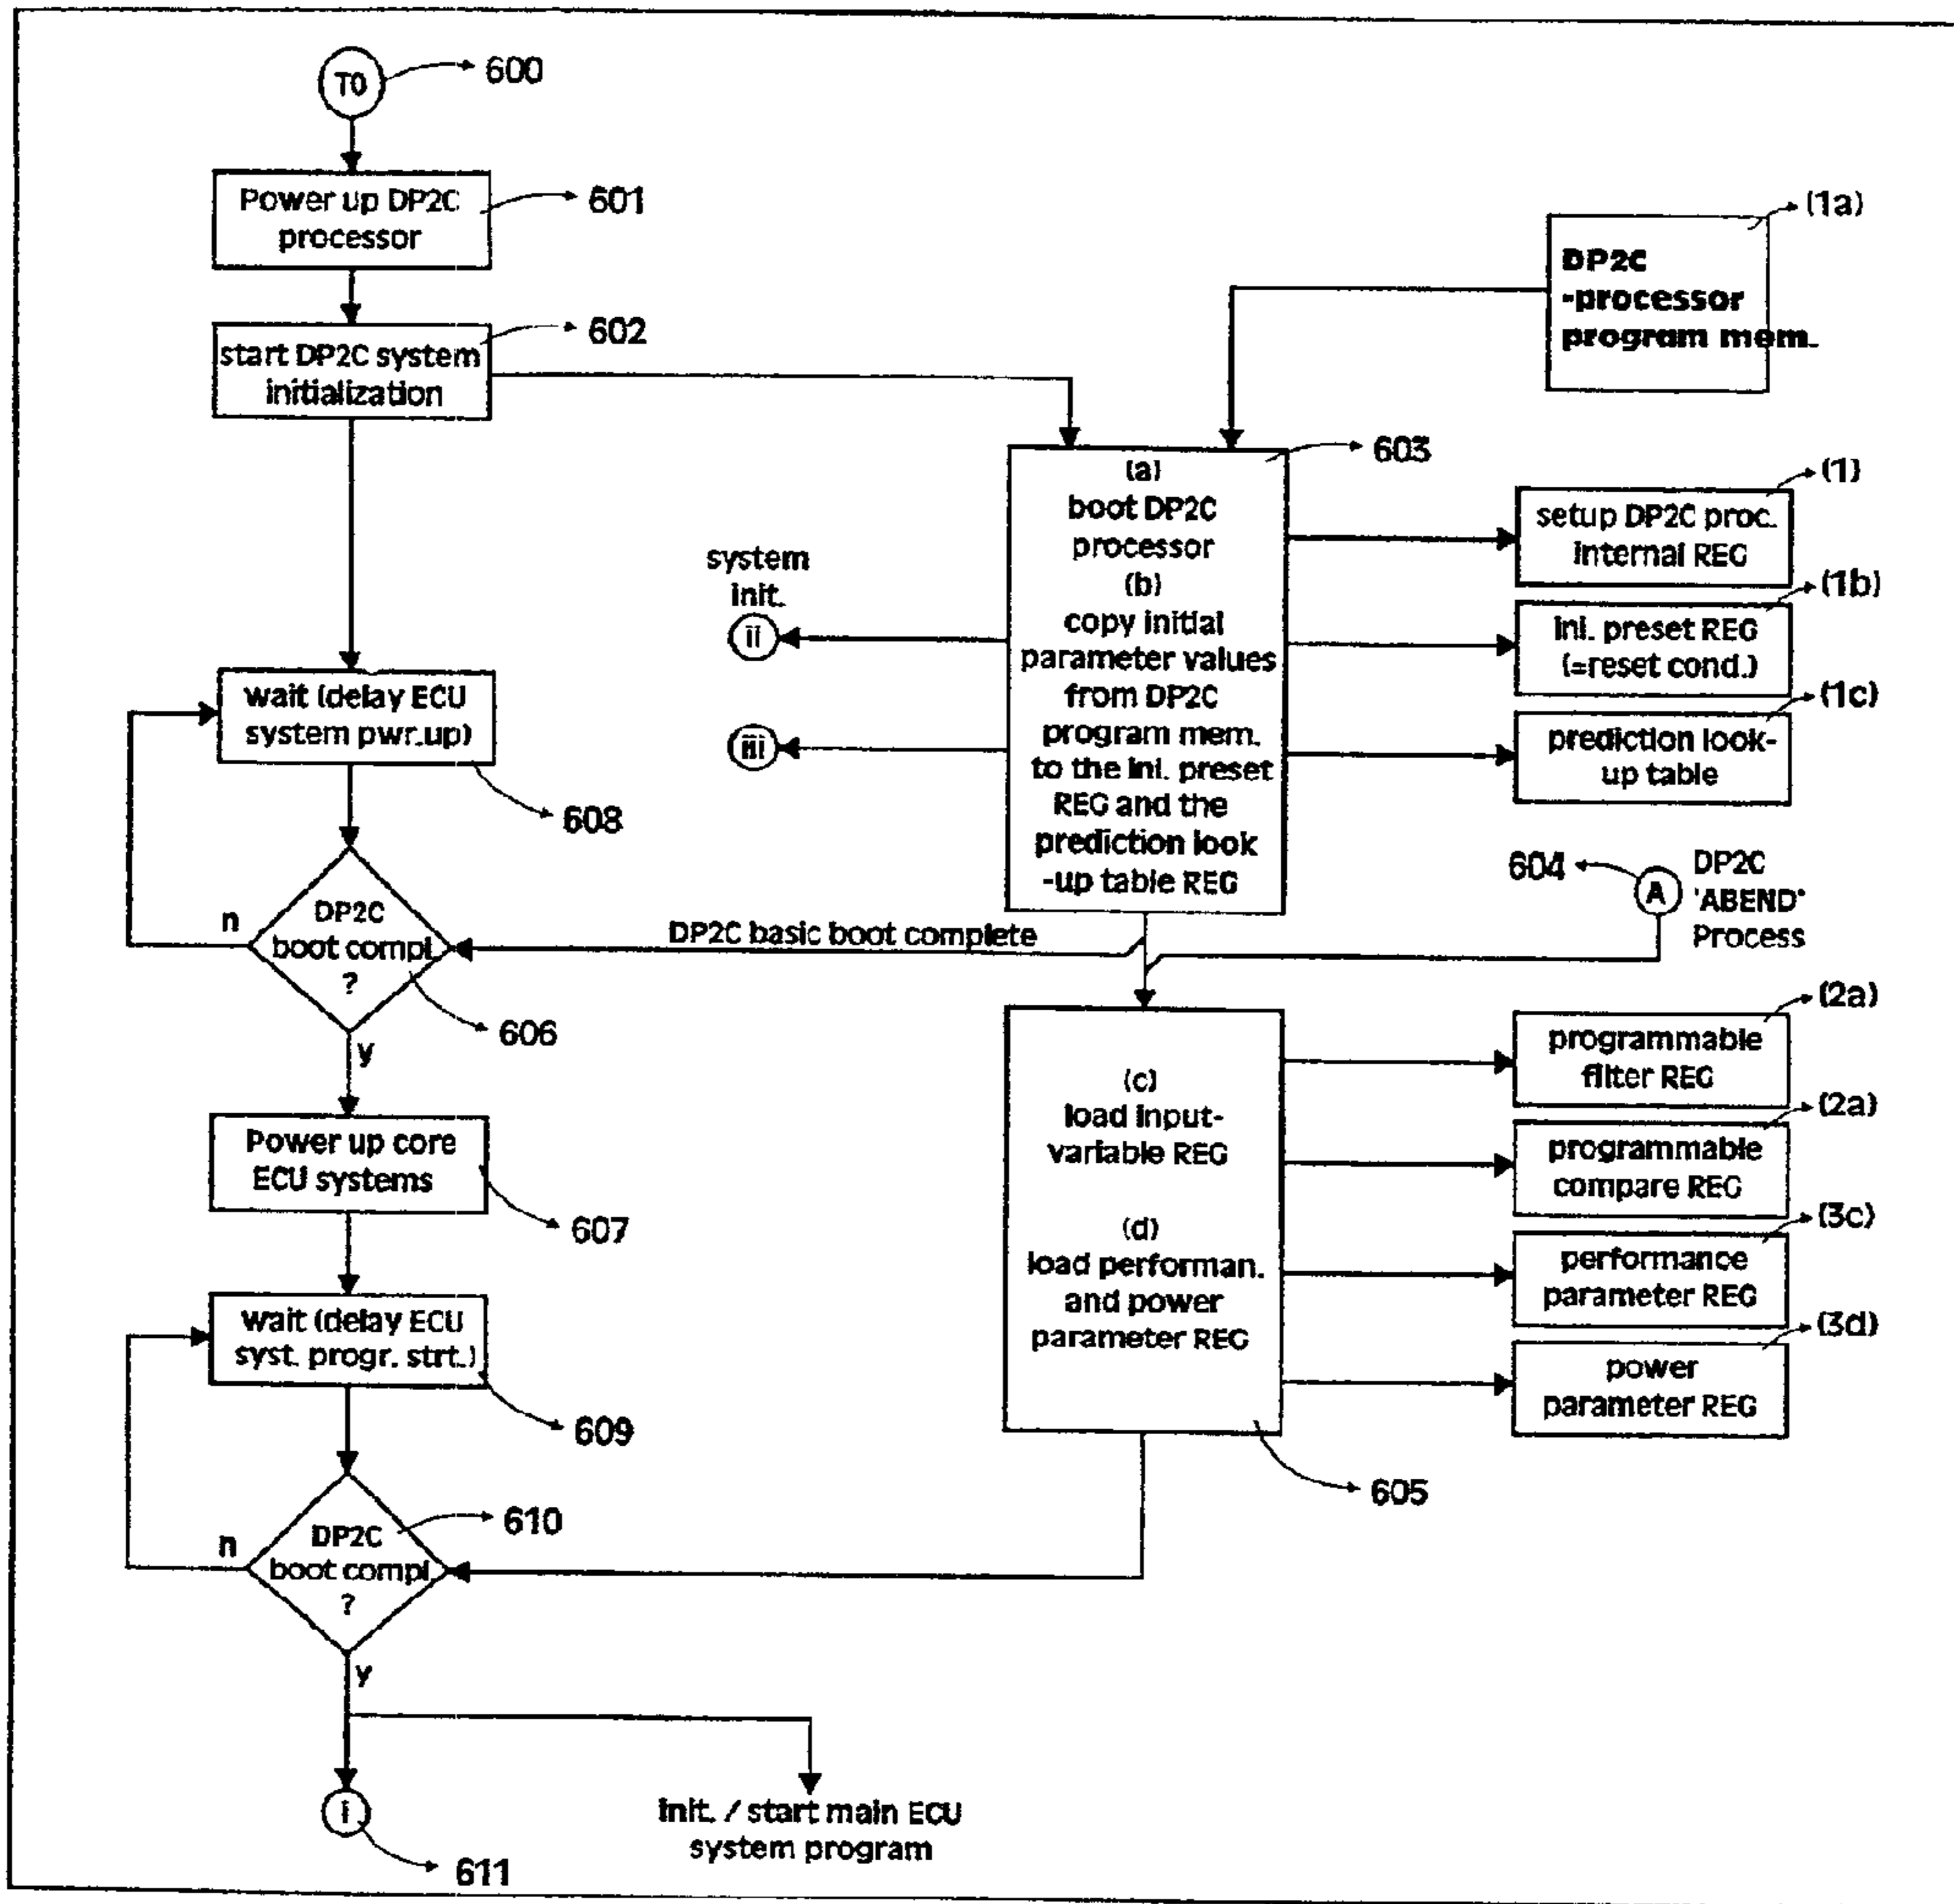 T0
600
Power up DP2C
processor
601
start DP2C system
initialization
602
DP2C
-processor
program mem.
(1a)
(a)
boot DP2C
processor
(b)
copy initial
parameter values
from DP2C
program mem.
to the ini. preset
REG and the
prediction look
-up table REG
603
system
init.
ii
iii
setup DP2C proc.
internal REG
(1)
ini. preset REG
(=reset cond.)
(1b)
prediction look-
up table
(1c)
wait (delay ECU
system pwr.up)
608
DP2C
boot compl.
?
n
y
606
DP2C basic boot complete
604
A
DP2C
'ABEND'
Process
Power up core
ECU systems
607
(c)
load input-
variable REG
(d)
load performan.
and power
parameter REG
605
programmable
filter REG
(2a)
programmable
compare REG
(2a)
performance
parameter REG
(3c)
power
parameter REG
(3d)
wait (delay ECU
syst. progr. strt.)
609
DP2C
boot compl.
?
n
y
610
i
611
init. / start main ECU
system program